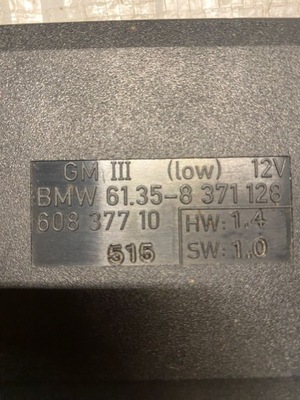 GM III (low) 12V
BMW 61.35-8 371 128
608 377 10 HW: 1.4
515 SW: 1.0